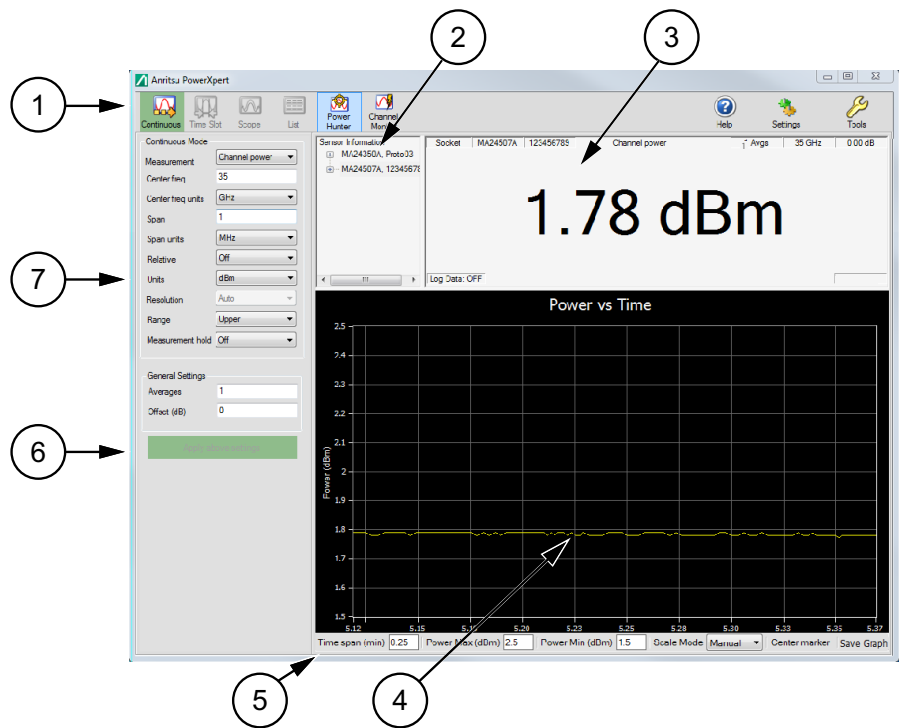 2
3
1
Anritsu PowerXpert
Continuous
Time Slot
Scope
List
Power Hunter
Channel
Help
Settings
Tools
Continuous Mode
Measurement Channel power
Center freq 35
Center freq units GHz
Span 1
Span units MHz
Relative Off
7
Units dBm
Resolution Auto
Range Upper
Measurement hold Off
General Settings
Averages 1
Offset (dB) 0
6
Sensor Information
MA24350A, Proto03
MA24507A, 12345678
Socket MA24507A 123456789 Channel power 1 Avgs 35 GHz 0.00 dB
1.78 dBm
Log Data: OFF
Power vs Time
Power (dBm)
2.5
2.4
2.3
2.2
2.1
2
1.9
1.8
1.7
1.6
1.5
5.12 5.15 5.20 5.23 5.25 5.28 5.30 5.33 5.35 5.37
Time span (min) 0.25 Power Max (dBm) 2.5 Power Min (dBm) 1.5 Scale Mode Manual Center marker Save Graph
5
4